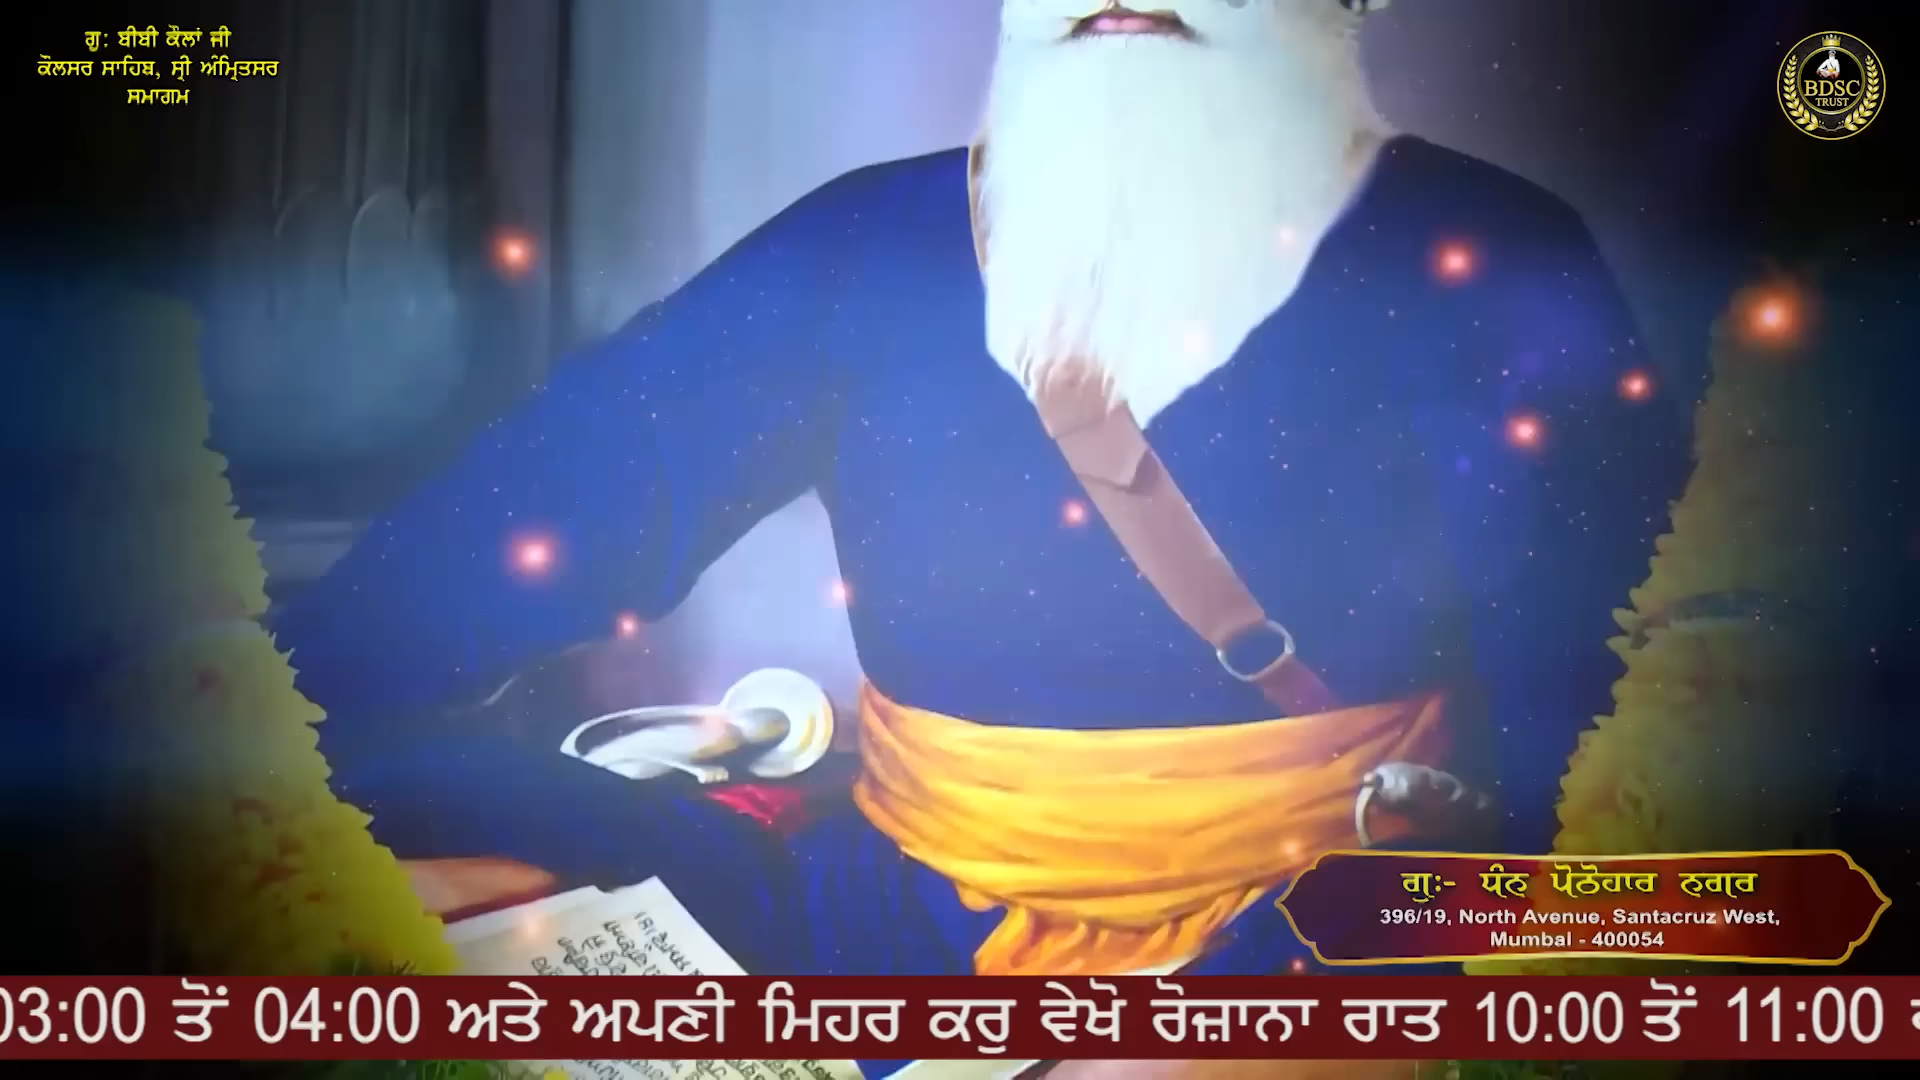 ਗੁ: ਬੀਬੀ ਕੌਲਾਂ ਜੀ
ਕੌਲਸਰ ਸਾਹਿਬ, ਸ੍ਰੀ ਅੰਮ੍ਰਿਤਸਰ
ਸਮਾਗਮ
BDSC
TRUST
ਗੁ:- ਧੰਨ ਪੋਠੋਹਾਰ ਨਗਰ
396/19, North Avenue, Santacruz West,
Mumbal - 400054
03:00 ਤੋਂ 04:00 ਅਤੇ ਅਪਣੀ ਮਿਹਰ ਕਰੁ ਵੇਖੋ ਰੋਜ਼ਾਨਾ ਰਾਤ 10:00 ਤੋਂ 11:00